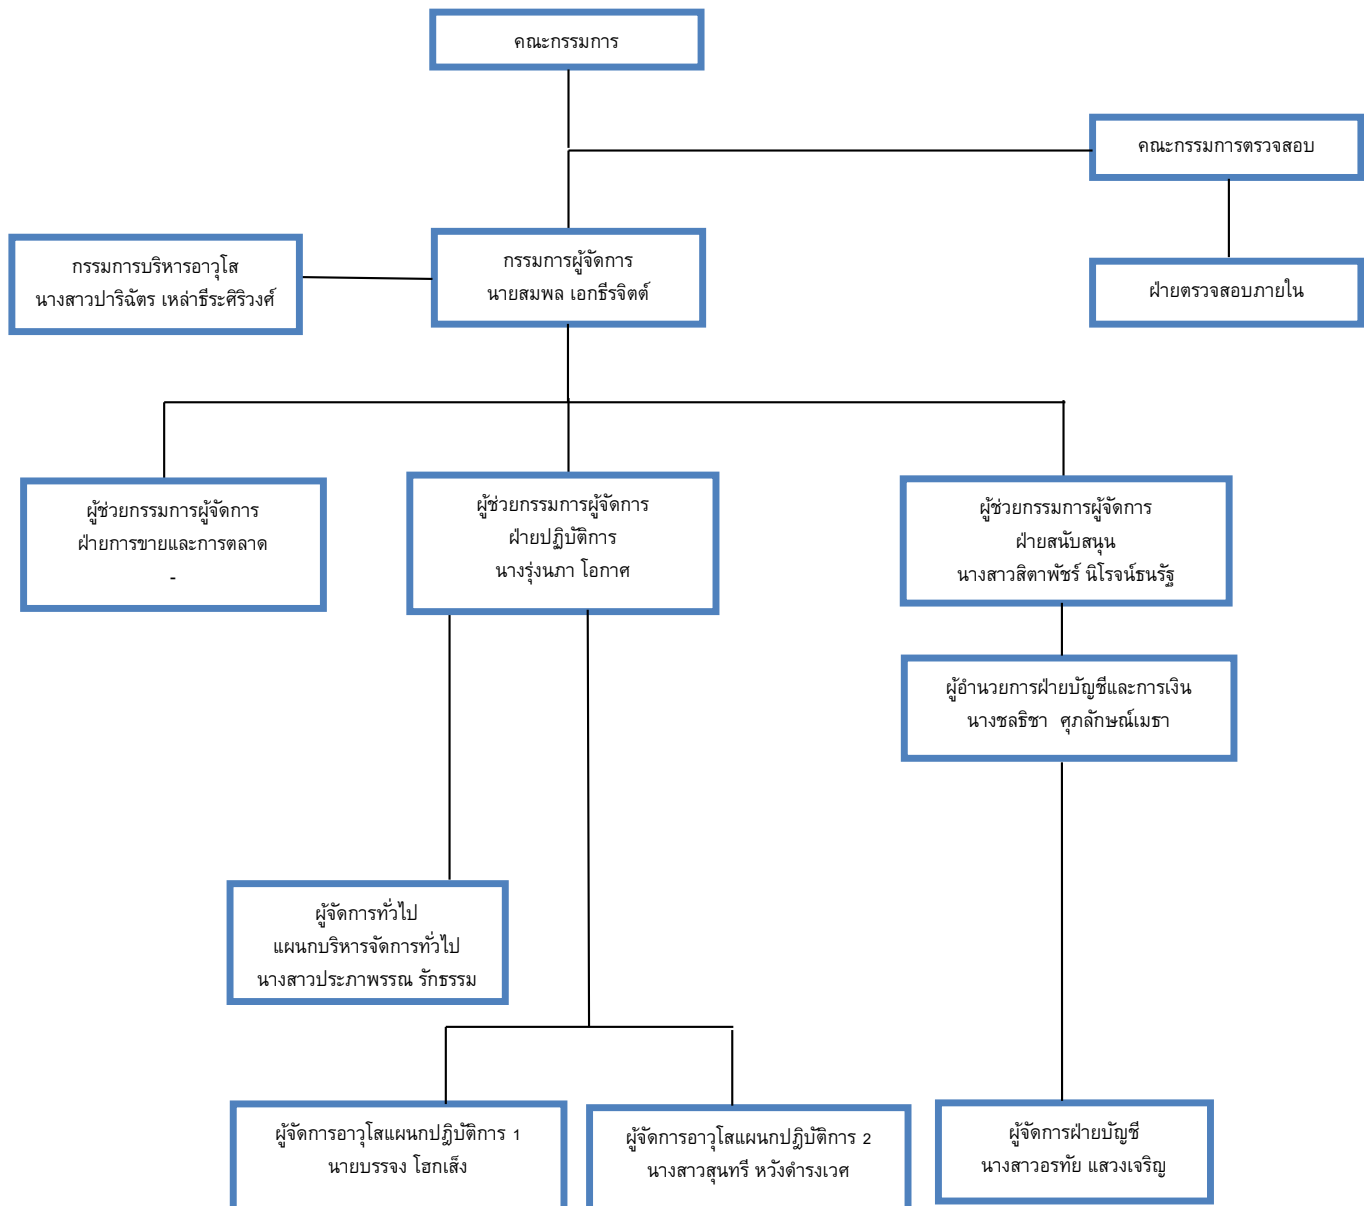 คณะกรรมการ
คณะกรรมการตรวจสอบ
กรรมการบริหารอาวุโส
นางสาวปาริฉัตร เหล่าธีระศิริวงศ์
กรรมการผู้จัดการ
นายสมพล เอกธีรจิตต์
ฝ่ายตรวจสอบภายใน
ผู้ช่วยกรรมการผู้จัดการ
ฝ่ายการขายและการตลาด
-
ผู้ช่วยกรรมการผู้จัดการ
ฝ่ายปฏิบัติการ
นางรุ่งนภา โอกาศ
ผู้ช่วยกรรมการผู้จัดการ
ฝ่ายสนับสนุน
นางสาวสิตาพัชร์ นิโรจน์ธนรัฐ
ผู้อำนวยการฝ่ายบัญชีและการเงิน
นางชลธิชา ศุภลักษณ์เมธา
ผู้จัดการทั่วไป
แผนกบริหารจัดการทั่วไป
นางสาวประภาพรรณ รักธรรม
ผู้จัดการอาวุโสแผนกปฎิบัติการ 1
นายบรรจง โฮกเส็ง
ผู้จัดการอาวุโสแผนกปฎิบัติการ 2
นางสาวสุนทรี หวังดำรงเวศ
ผู้จัดการฝ่ายบัญชี
นางสาวอรทัย แสวงเจริญ